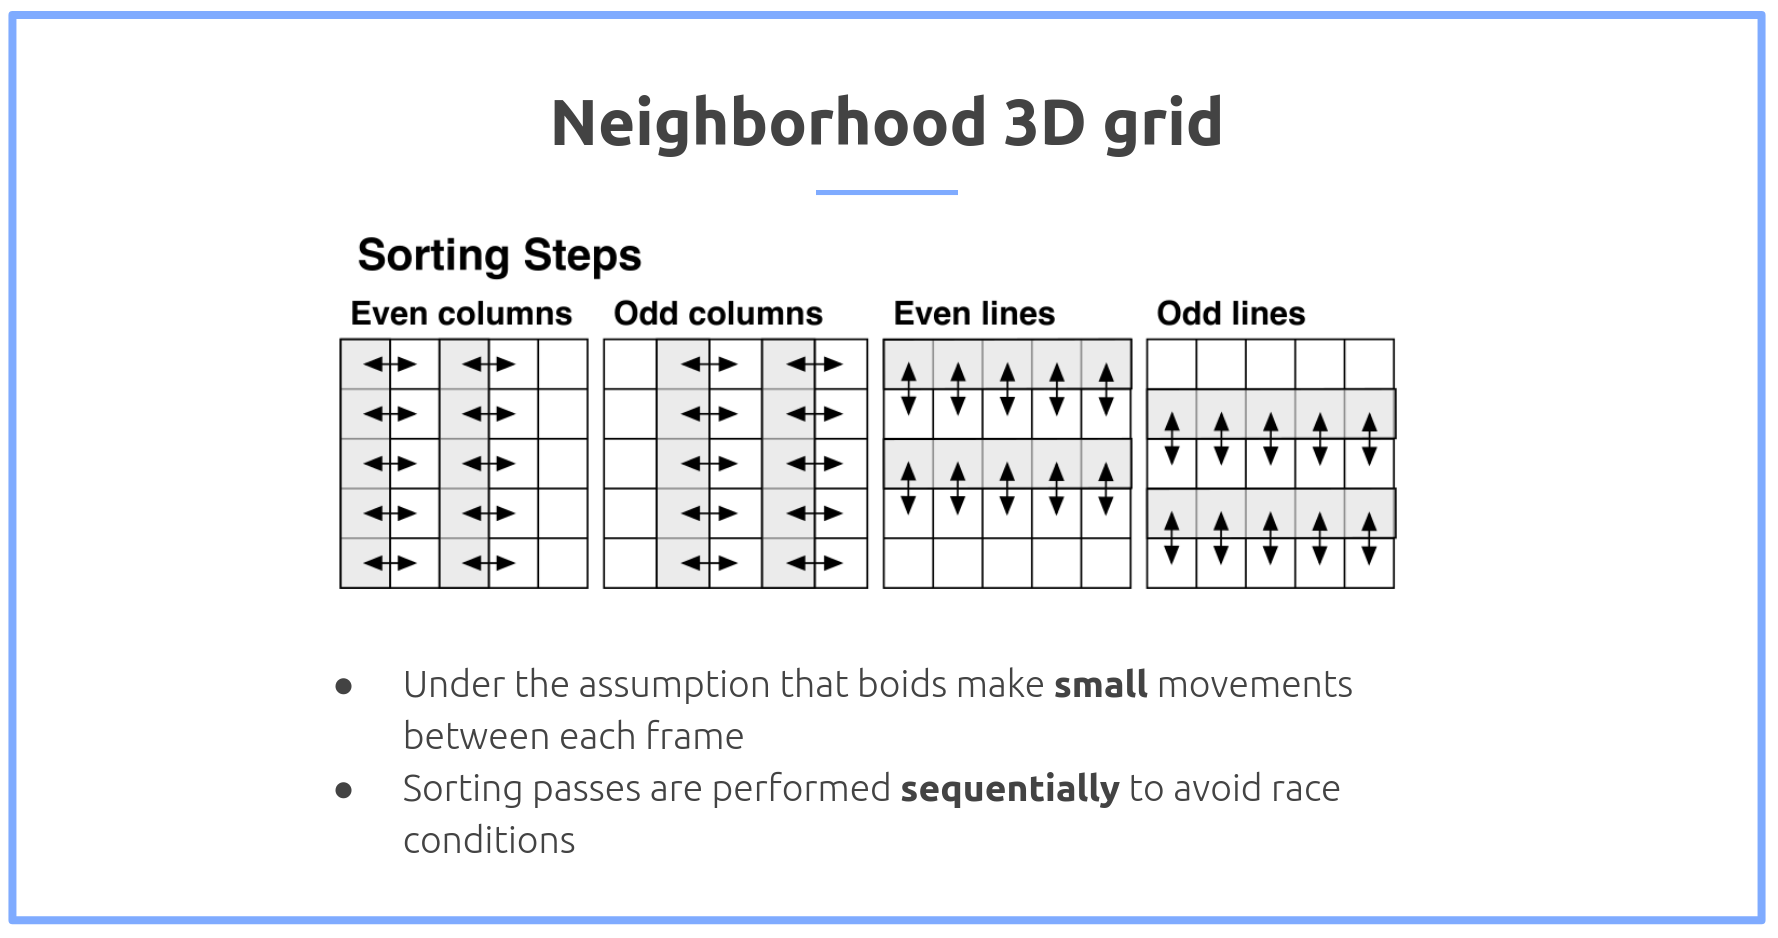 Neighborhood 3D grid
Sorting Steps
Even columns
Odd columns
Even lines
Odd lines
● Under the assumption that boids make small movements
between each frame
● Sorting passes are performed sequentially to avoid race
conditions